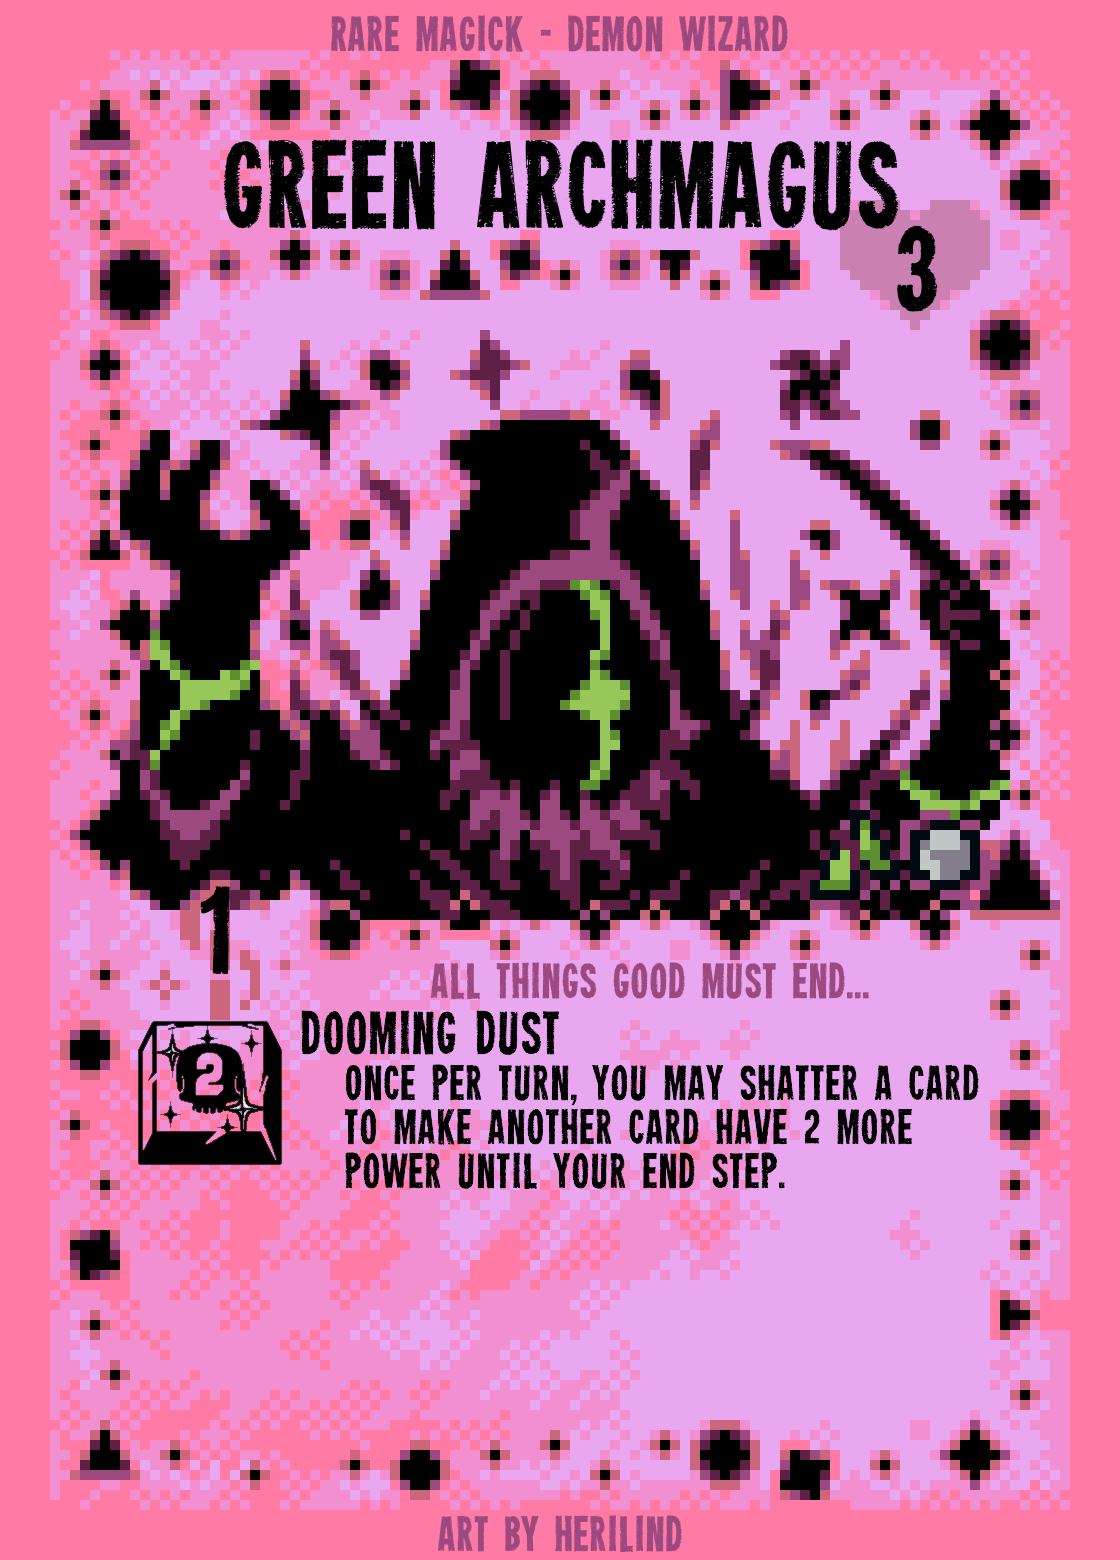 RARE MAGICK - DEMON WIZARD
GREEN ARCHMAGUS
3
1
ALL THINGS GOOD MUST END...
DOOMING DUST
2
ONCE PER TURN, YOU MAY SHATTER A CARD
TO MAKE ANOTHER CARD HAVE 2 MORE
POWER UNTIL YOUR END STEP.
ART BY HERILIND